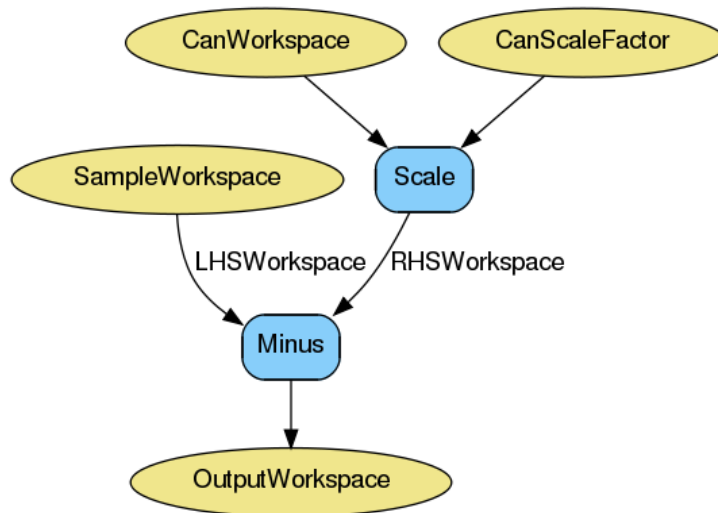 CanWorkspace
CanScaleFactor
SampleWorkspace
Scale
LHSWorkspace
RHSWorkspace
Minus
OutputWorkspace